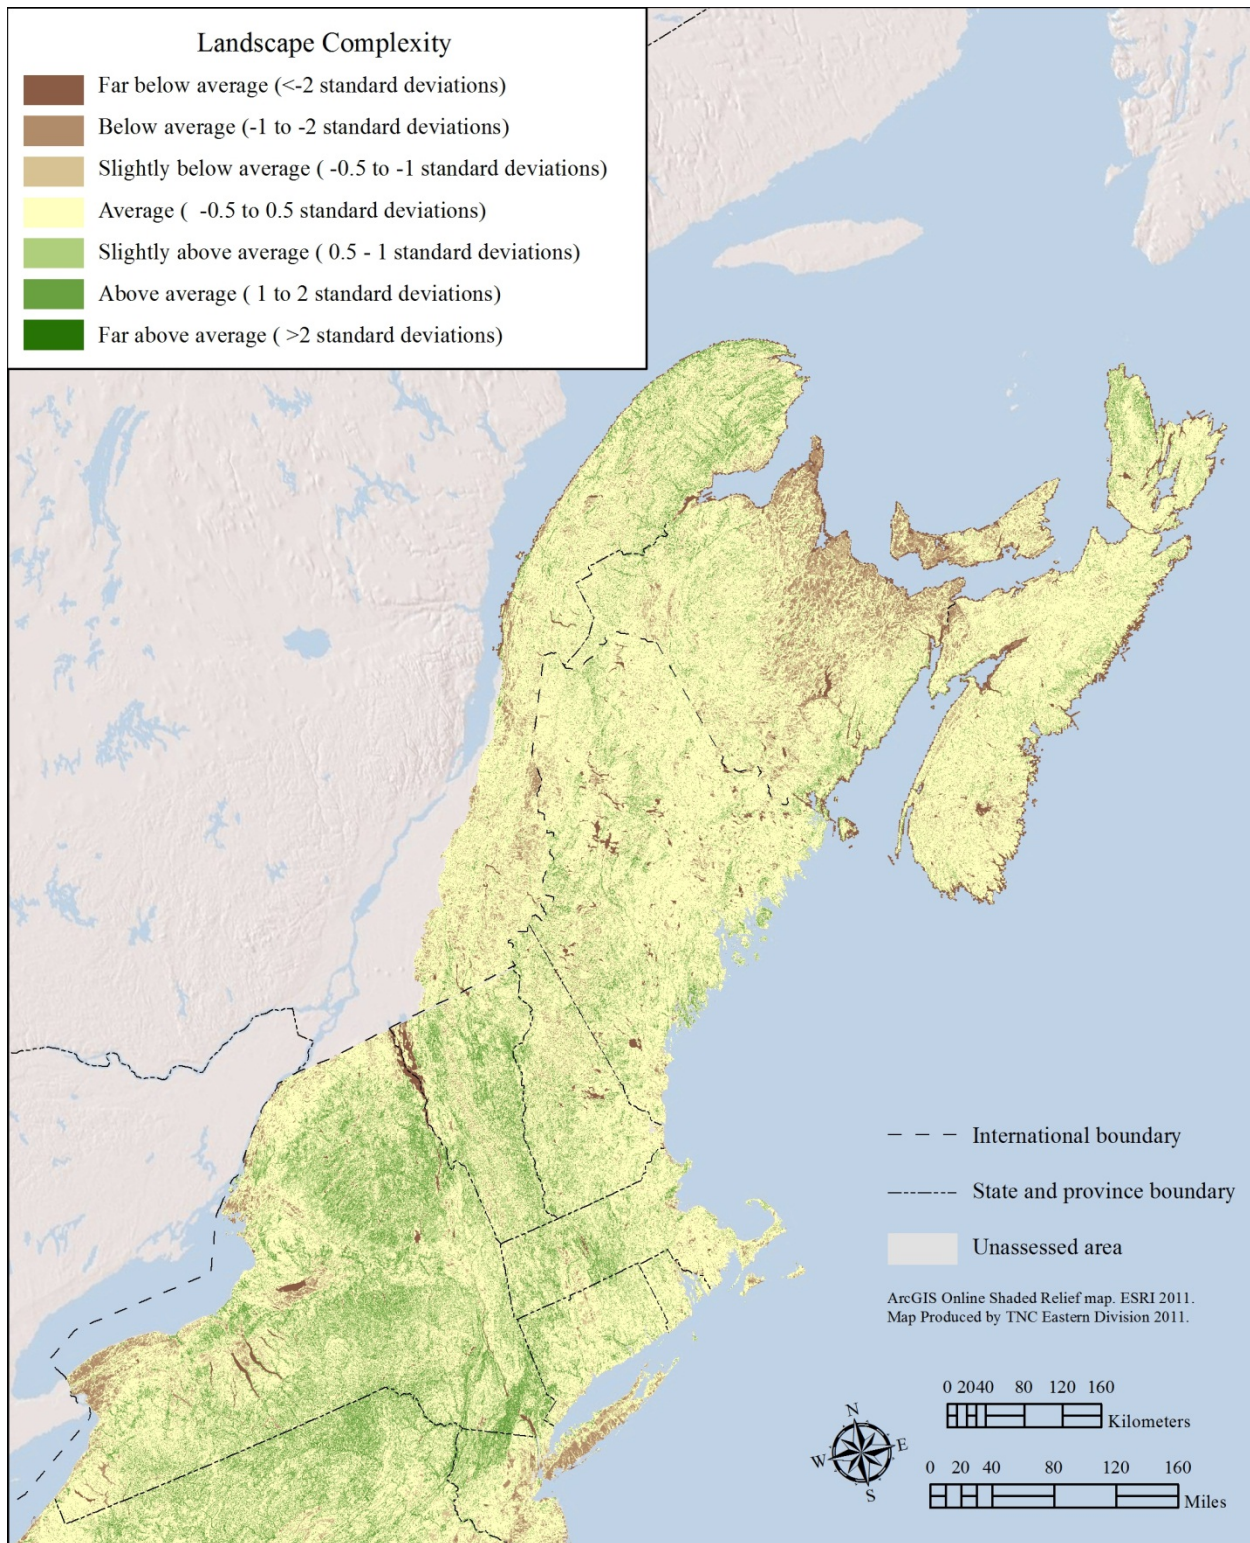 Landscape Complexity
Far below average (<-2 standard deviations)
Below average (-1 to -2 standard deviations)
Slightly below average ( -0.5 to -1 standard deviations)
Average (  -0.5 to 0.5 standard deviations)
Slightly above average ( 0.5 - 1 standard deviations)
Above average ( 1 to 2 standard deviations)
Far above average ( >2 standard deviations)
International boundary
State and province boundary
Unassessed area
ArcGIS Online Shaded Relief map. ESRI 2011.
Map Produced by TNC Eastern Division 2011.
0 20 40 80 120 160
Kilometers
N
W E
S
0 20 40 80 120 160
Miles